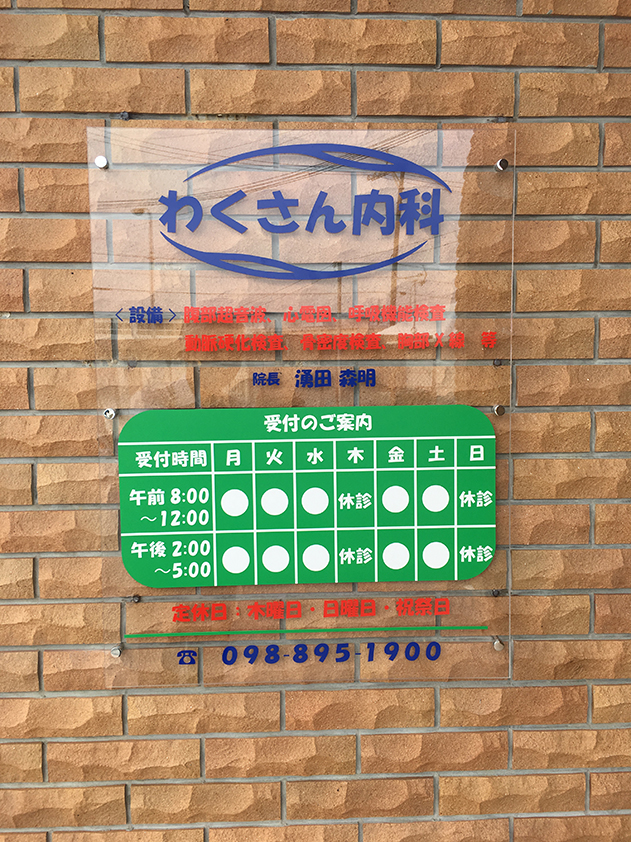 わくさん内科
〈設備〉胸部超音波、心電図、呼吸機能検査
動脈硬化検査、骨密度検査、胸部X線 等
院長 湧田 森明
受付のご案内
受付時間 月 火 水 木 金 土 日
午前 8:00 ~12:00 ● ● ● 休診 ● ● 休診
午後 2:00 ~5:00 ● ● ● 休診 ● ● 休診
定休日:木曜日・日曜日・祝祭日
☎ 098-895-1900